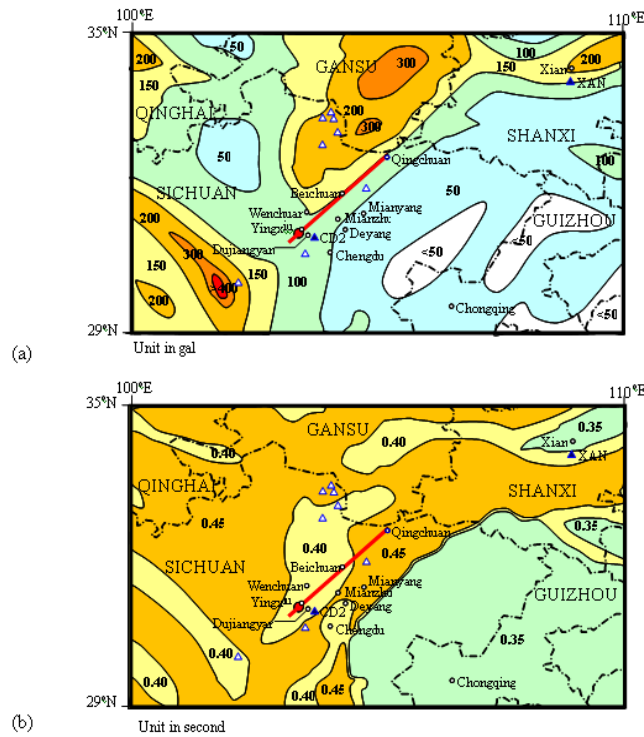 100°E 110°E
35°N
50 GANSU 100 200
200 300 150 Xian
150 XAN
QINGHAI 200 SHANXI
300
50 Qingchuan 100
Beichuan 50
SICHUAN Wenchuan Mianyang GUIZHOU
200 Mianzhu <50
Deyang <50
300 CD2
150 Dujiangyan
150 Chengdu
>400 100
200 <50
Chongqing
29°N
(a)
Unit in gal
100°E 110°E
35°N
0.35
GANSU 0.40 Xian
0.40 XAN
QINGHAI SHANXI
0.45 0.35
Qingchuan
0.40 0.45
SICHUAN Beichuan
Wenchuan Mianyang GUIZHOU
Mianzhu
Deyang
CD2
Dujiangyan
Chengdu 0.35
0.40
0.40 0.40 0.45 Chongqing
29°N
(b)
Unit in second